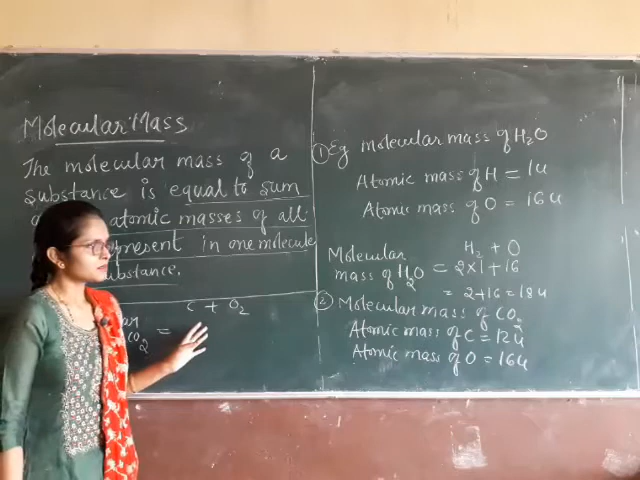 Molecular Mass
The molecular mass of a
substance is equal to sum
atomic masses of all
present in one molecule
substance.
C + O2
CO2 =
① Eg Molecular mass of H2O
Atomic mass of H = 1u
Atomic mass of O = 16u
Molecular H2 + O
mass of H2O = 2×1+16
= 2+16 = 18u
② Molecular mass of CO2
Atomic mass of C = 12u
Atomic mass of O = 16u